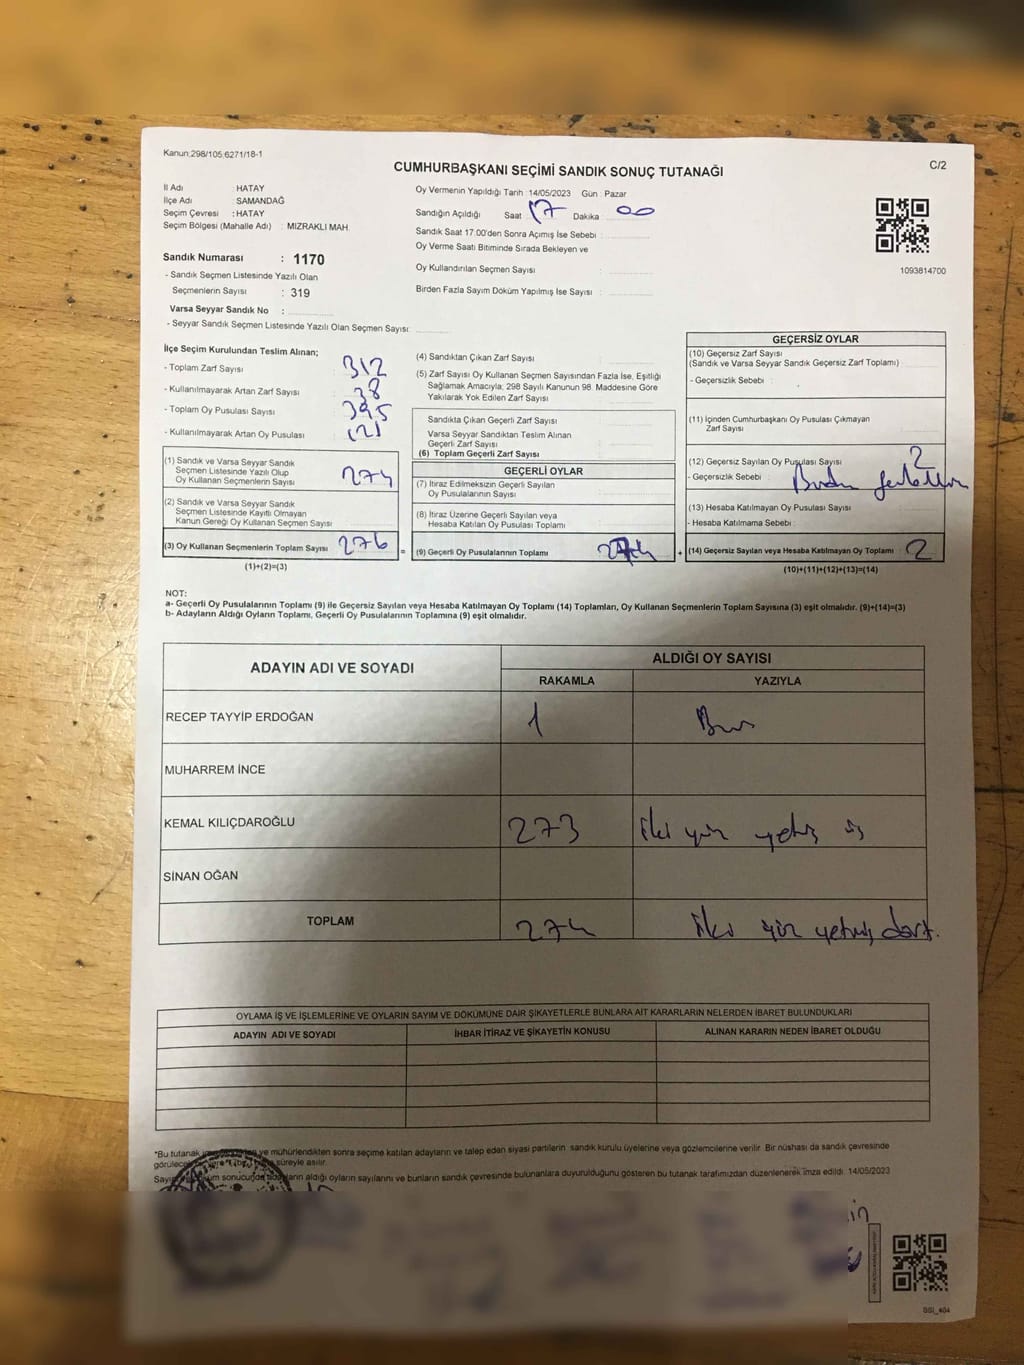 Kanun:298/105;6271/18-1
CUMHURBAŞKANI SEÇİMİ SANDIK SONUÇ TUTANAĞI
C/2
İl Adı : HATAY
İlçe Adı : SAMANDAĞ
Seçim Çevresi : HATAY
Seçim Bölgesi (Mahalle Adı) : MIZRAKLI MAH.
Oy Vermenin Yapıldığı Tarih :14/05/2023 Gün : Pazar
Sandığın Açıldığı Saat 17 Dakika 00
Sandık Saat 17.00'den Sonra Açımış İse Sebebi :
Oy Verme Saati Bitiminde Sırada Bekleyen ve
Oy Kullandırılan Seçmen Sayısı :
Birden Fazla Sayım Döküm Yapılmış İse Sayısı :
1093814700
Sandık Numarası : 1170
- Sandık Seçmen Listesinde Yazılı Olan
Seçmenlerin Sayısı : 319
Varsa Seyyar Sandık No :
- Seyyar Sandık Seçmen Listesinde Yazılı Olan Seçmen Sayısı:
İlçe Seçim Kurulundan Teslim Alınan;
- Toplam Zarf Sayısı 312
- Kullanılmayarak Artan Zarf Sayısı 38
- Toplam Oy Pusulası Sayısı 395
- Kullanılmayarak Artan Oy Pusulası 121
(1) Sandık ve Varsa Seyyar Sandık
Seçmen Listesinde Yazılı Olup
Oy Kullanan Seçmenlerin Sayısı 274
(2) Sandık ve Varsa Seyyar Sandık
Seçmen Listesinde Kayıtlı Olmayan
Kanun Gereği Oy Kullanan Seçmen Sayısı
(3) Oy Kullanan Seçmenlerin Toplam Sayısı 276 =
(1)+(2)=(3)
(4) Sandıktan Çıkan Zarf Sayısı
(5) Zarf Sayısı Oy Kullanan Seçmen Sayısından Fazla İse, Eşitliği
Sağlamak Amacıyla; 298 Sayılı Kanunun 98. Maddesine Göre
Yakılarak Yok Edilen Zarf Sayısı
Sandıkta Çıkan Geçerli Zarf Sayısı
Varsa Seyyar Sandıktan Teslim Alınan
Geçerli Zarf Sayısı
(6) Toplam Geçerli Zarf Sayısı
GEÇERLİ OYLAR
(7) İtiraz Edilmeksizin Geçerli Sayılan
Oy Pusulalarının Sayısı
(8) İtiraz Üzerine Geçerli Sayılan veya
Hesaba Katılan Oy Pusulası Toplamı
(9) Geçerli Oy Pusulalarının Toplamı 274 +
GEÇERSİZ OYLAR
(10) Geçersiz Zarf Sayısı
(Sandık ve Varsa Seyyar Sandık Geçersiz Zarf Toplamı)
- Geçersizlik Sebebi :
(11) İçinden Cumhurbaşkanı Oy Pusulası Çıkmayan
Zarf Sayısı
(12) Geçersiz Sayılan Oy Pusulası Sayısı 2
- Geçersizlik Sebebi :
(13) Hesaba Katılmayan Oy Pusulası Sayısı
- Hesaba Katılmama Sebebi :
(14) Geçersiz Sayılan veya Hesaba Katılmayan Oy Toplamı 2
(10)+(11)+(12)+(13)=(14)
NOT:
a- Geçerli Oy Pusulalarının Toplamı (9) ile Geçersiz Sayılan veya Hesaba Katılmayan Oy Toplamı (14) Toplamları, Oy Kullanan Seçmenlerin Toplam Sayısına (3) eşit olmalıdır. (9)+(14)=(3)
b- Adayların Aldığı Oyların Toplamı, Geçerli Oy Pusulalarının Toplamına (9) eşit olmalıdır.
ADAYIN ADI VE SOYADI
ALDIĞI OY SAYISI
RAKAMLA YAZIYLA
RECEP TAYYİP ERDOĞAN 1 Bir
MUHARREM İNCE
KEMAL KILIÇDAROĞLU 273 iki yüz yetmiş üç
SİNAN OĞAN
TOPLAM 274 iki yüz yetmiş dört.
OYLAMA İŞ VE İŞLEMLERİNE VE OYLARIN SAYIM VE DÖKÜMÜNE DAİR ŞİKAYETLERLE BUNLARA AİT KARARLARIN NELERDEN İBARET BULUNDUKLARI
ADAYIN ADI VE SOYADI İHBAR İTİRAZ VE ŞİKAYETİN KONUSU ALINAN KARARIN NEDEN İBARET OLDUĞU
*Bu tutanak ve mühürlendikten sonra seçime katılan adayların ve talep edan siyasi partilerin sandık kurulu üyelerine veya gözlemcilerine verilir. Bir nüshası da sandık çevresinde
süreyle asılır.
sonucunda aldığı oyların sayılarını ve bunların sandık çevresinde bulunanlara duyurulduğunu gösteren bu tutanak tarafımızdan düzenlenerek imza edildi. 14/05/2023
SSİ_404